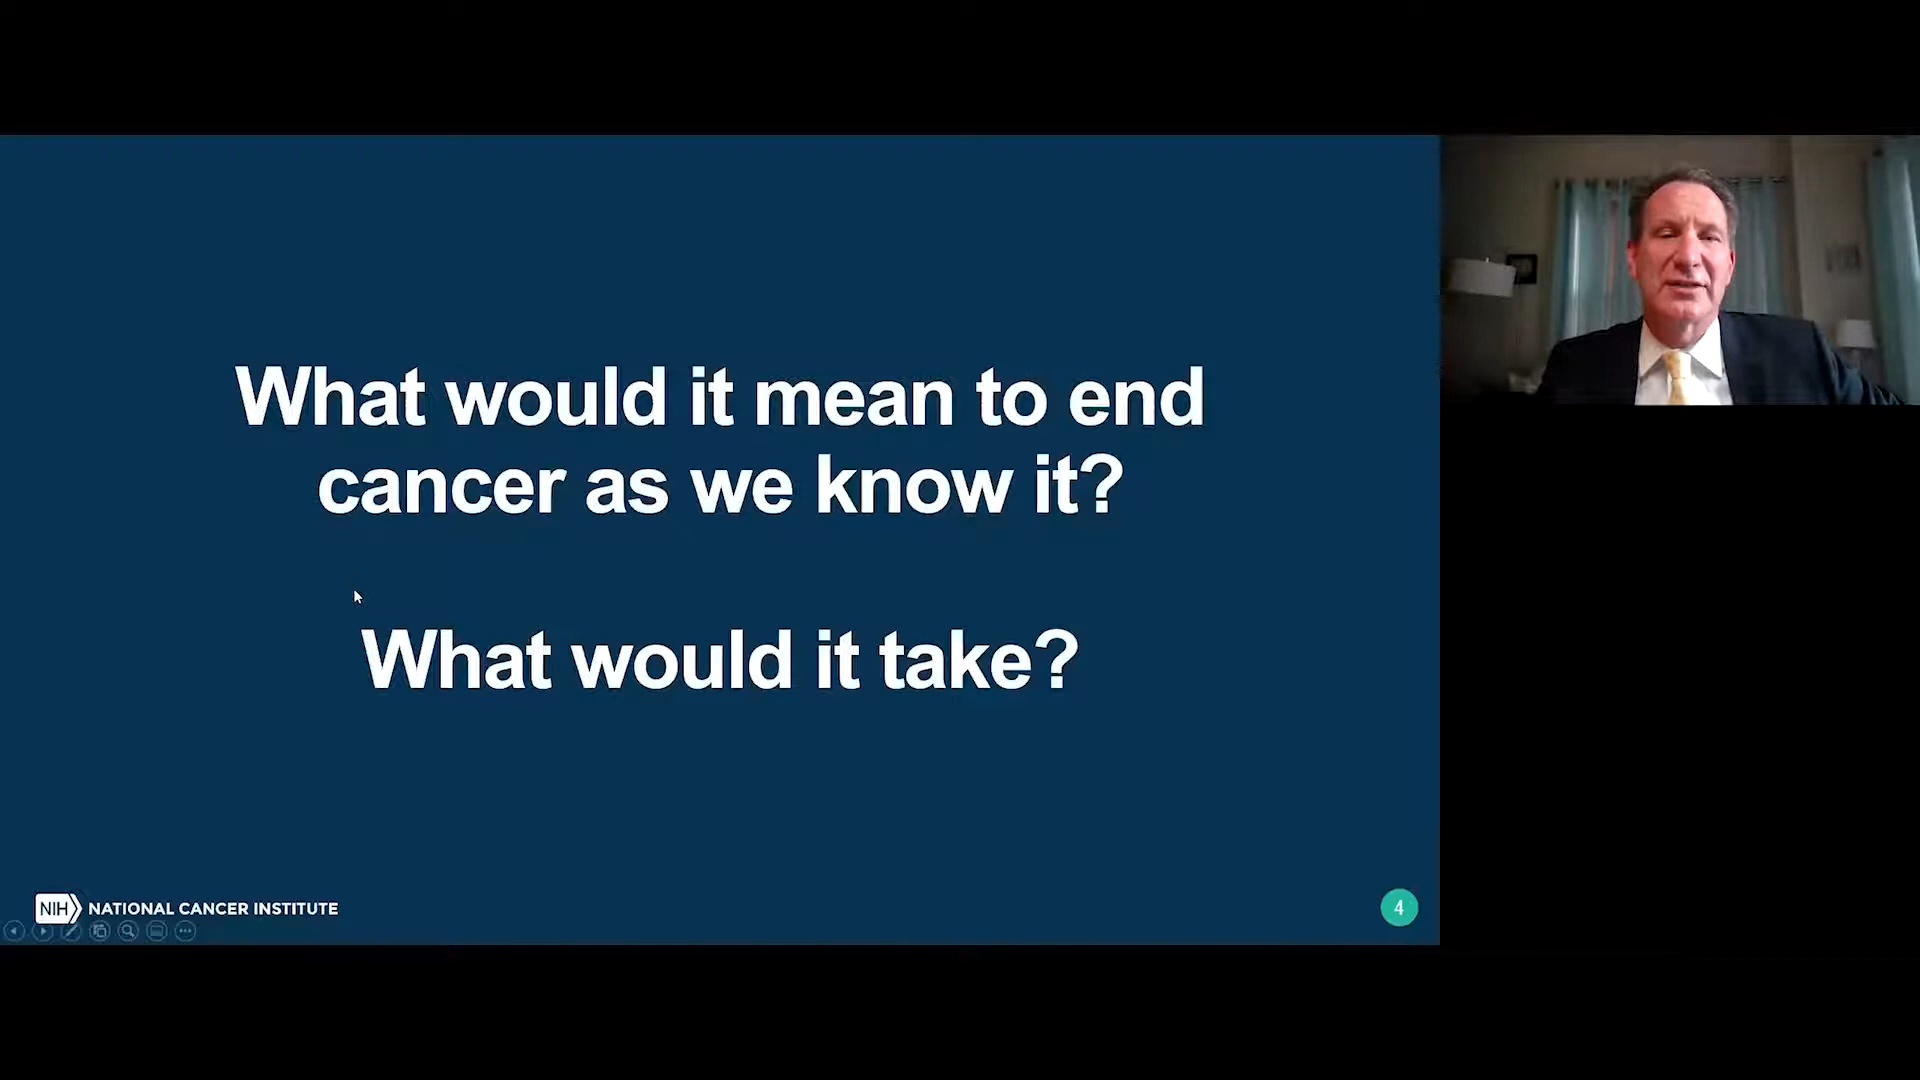 What would it mean to end
cancer as we know it?
What would it take?
NIH NATIONAL CANCER INSTITUTE
4